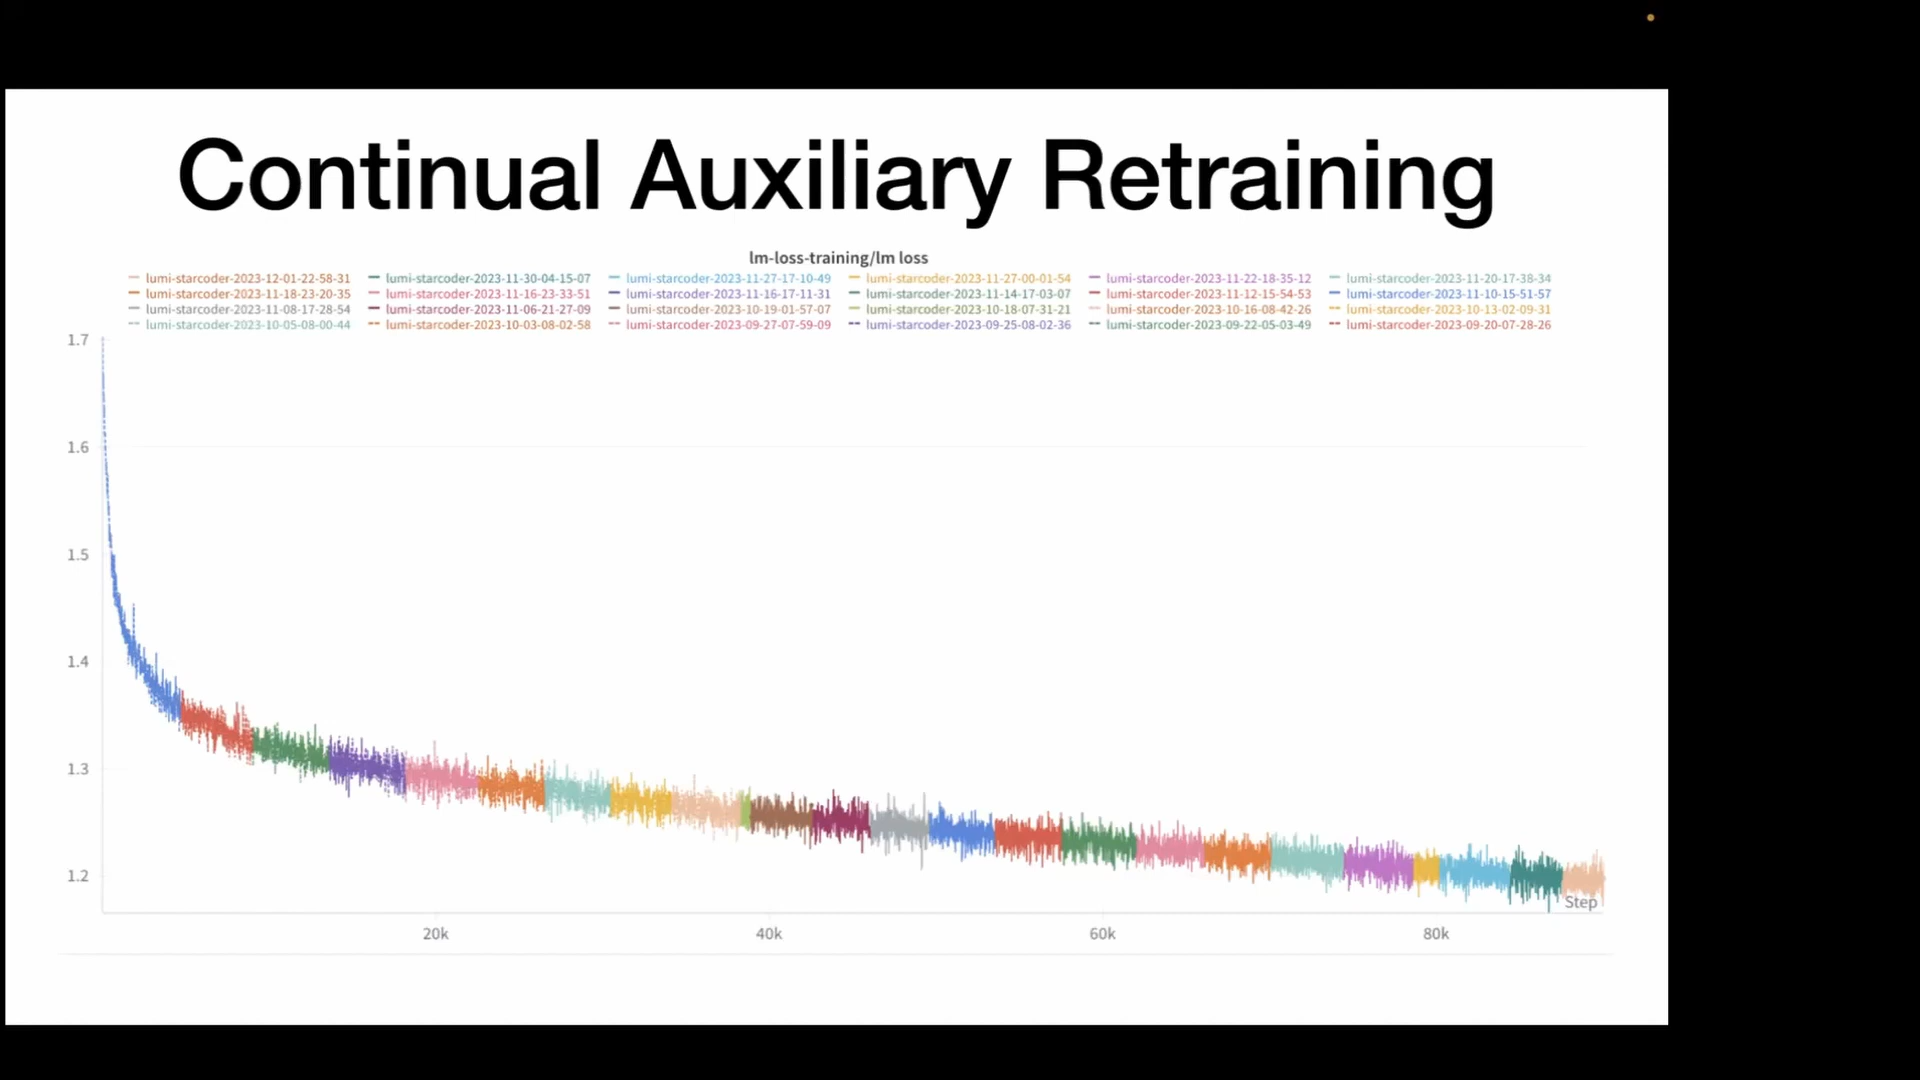 Continual Auxiliary Retraining
lm-loss-training/lm loss
lumi-starcoder-2023-12-01-22-58-31 lumi-starcoder-2023-11-30-04-15-07 lumi-starcoder-2023-11-27-17-10-49 lumi-starcoder-2023-11-27-00-01-54 lumi-starcoder-2023-11-22-18-35-12 lumi-starcoder-2023-11-20-17-38-34
lumi-starcoder-2023-11-18-23-20-35 lumi-starcoder-2023-11-16-23-33-51 lumi-starcoder-2023-11-16-17-11-31 lumi-starcoder-2023-11-14-17-03-07 lumi-starcoder-2023-11-12-15-54-53 lumi-starcoder-2023-11-10-15-51-57
lumi-starcoder-2023-11-08-17-28-54 lumi-starcoder-2023-11-06-21-27-09 lumi-starcoder-2023-10-19-01-57-07 lumi-starcoder-2023-10-18-07-31-21 lumi-starcoder-2023-10-16-08-42-26 lumi-starcoder-2023-10-13-02-09-31
lumi-starcoder-2023-10-05-08-00-44 lumi-starcoder-2023-10-03-08-02-58 lumi-starcoder-2023-09-27-07-59-09 lumi-starcoder-2023-09-25-08-02-36 lumi-starcoder-2023-09-22-05-03-49 lumi-starcoder-2023-09-20-07-28-26
1.7
1.6
1.5
1.4
1.3
1.2
Step
20k 40k 60k 80k